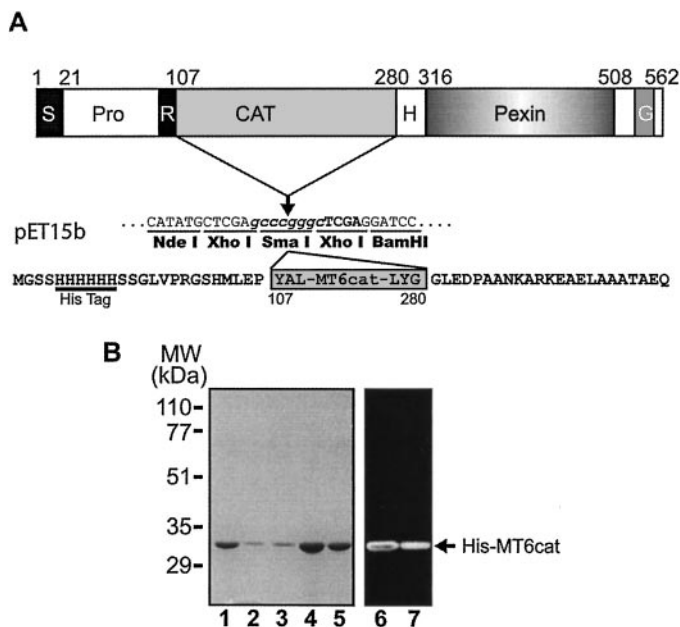 A
1 21 107 280 316 508 562
S Pro R CAT H Pexin G
pET15b
....CATATGCTCGAgcccgggcTCGAGGATCC....
Nde I Xho I Sma I Xho I BamHI
MGSSHHHHHHSSGLVPRGSHMLEP YAL-MT6cat-LYG GLEDPAANKARKEAELAAATAEQ
His Tag 107 280
B
MW
(kDa)
110
77
51
35
29
His-MT6cat
1 2 3 4 5 6 7